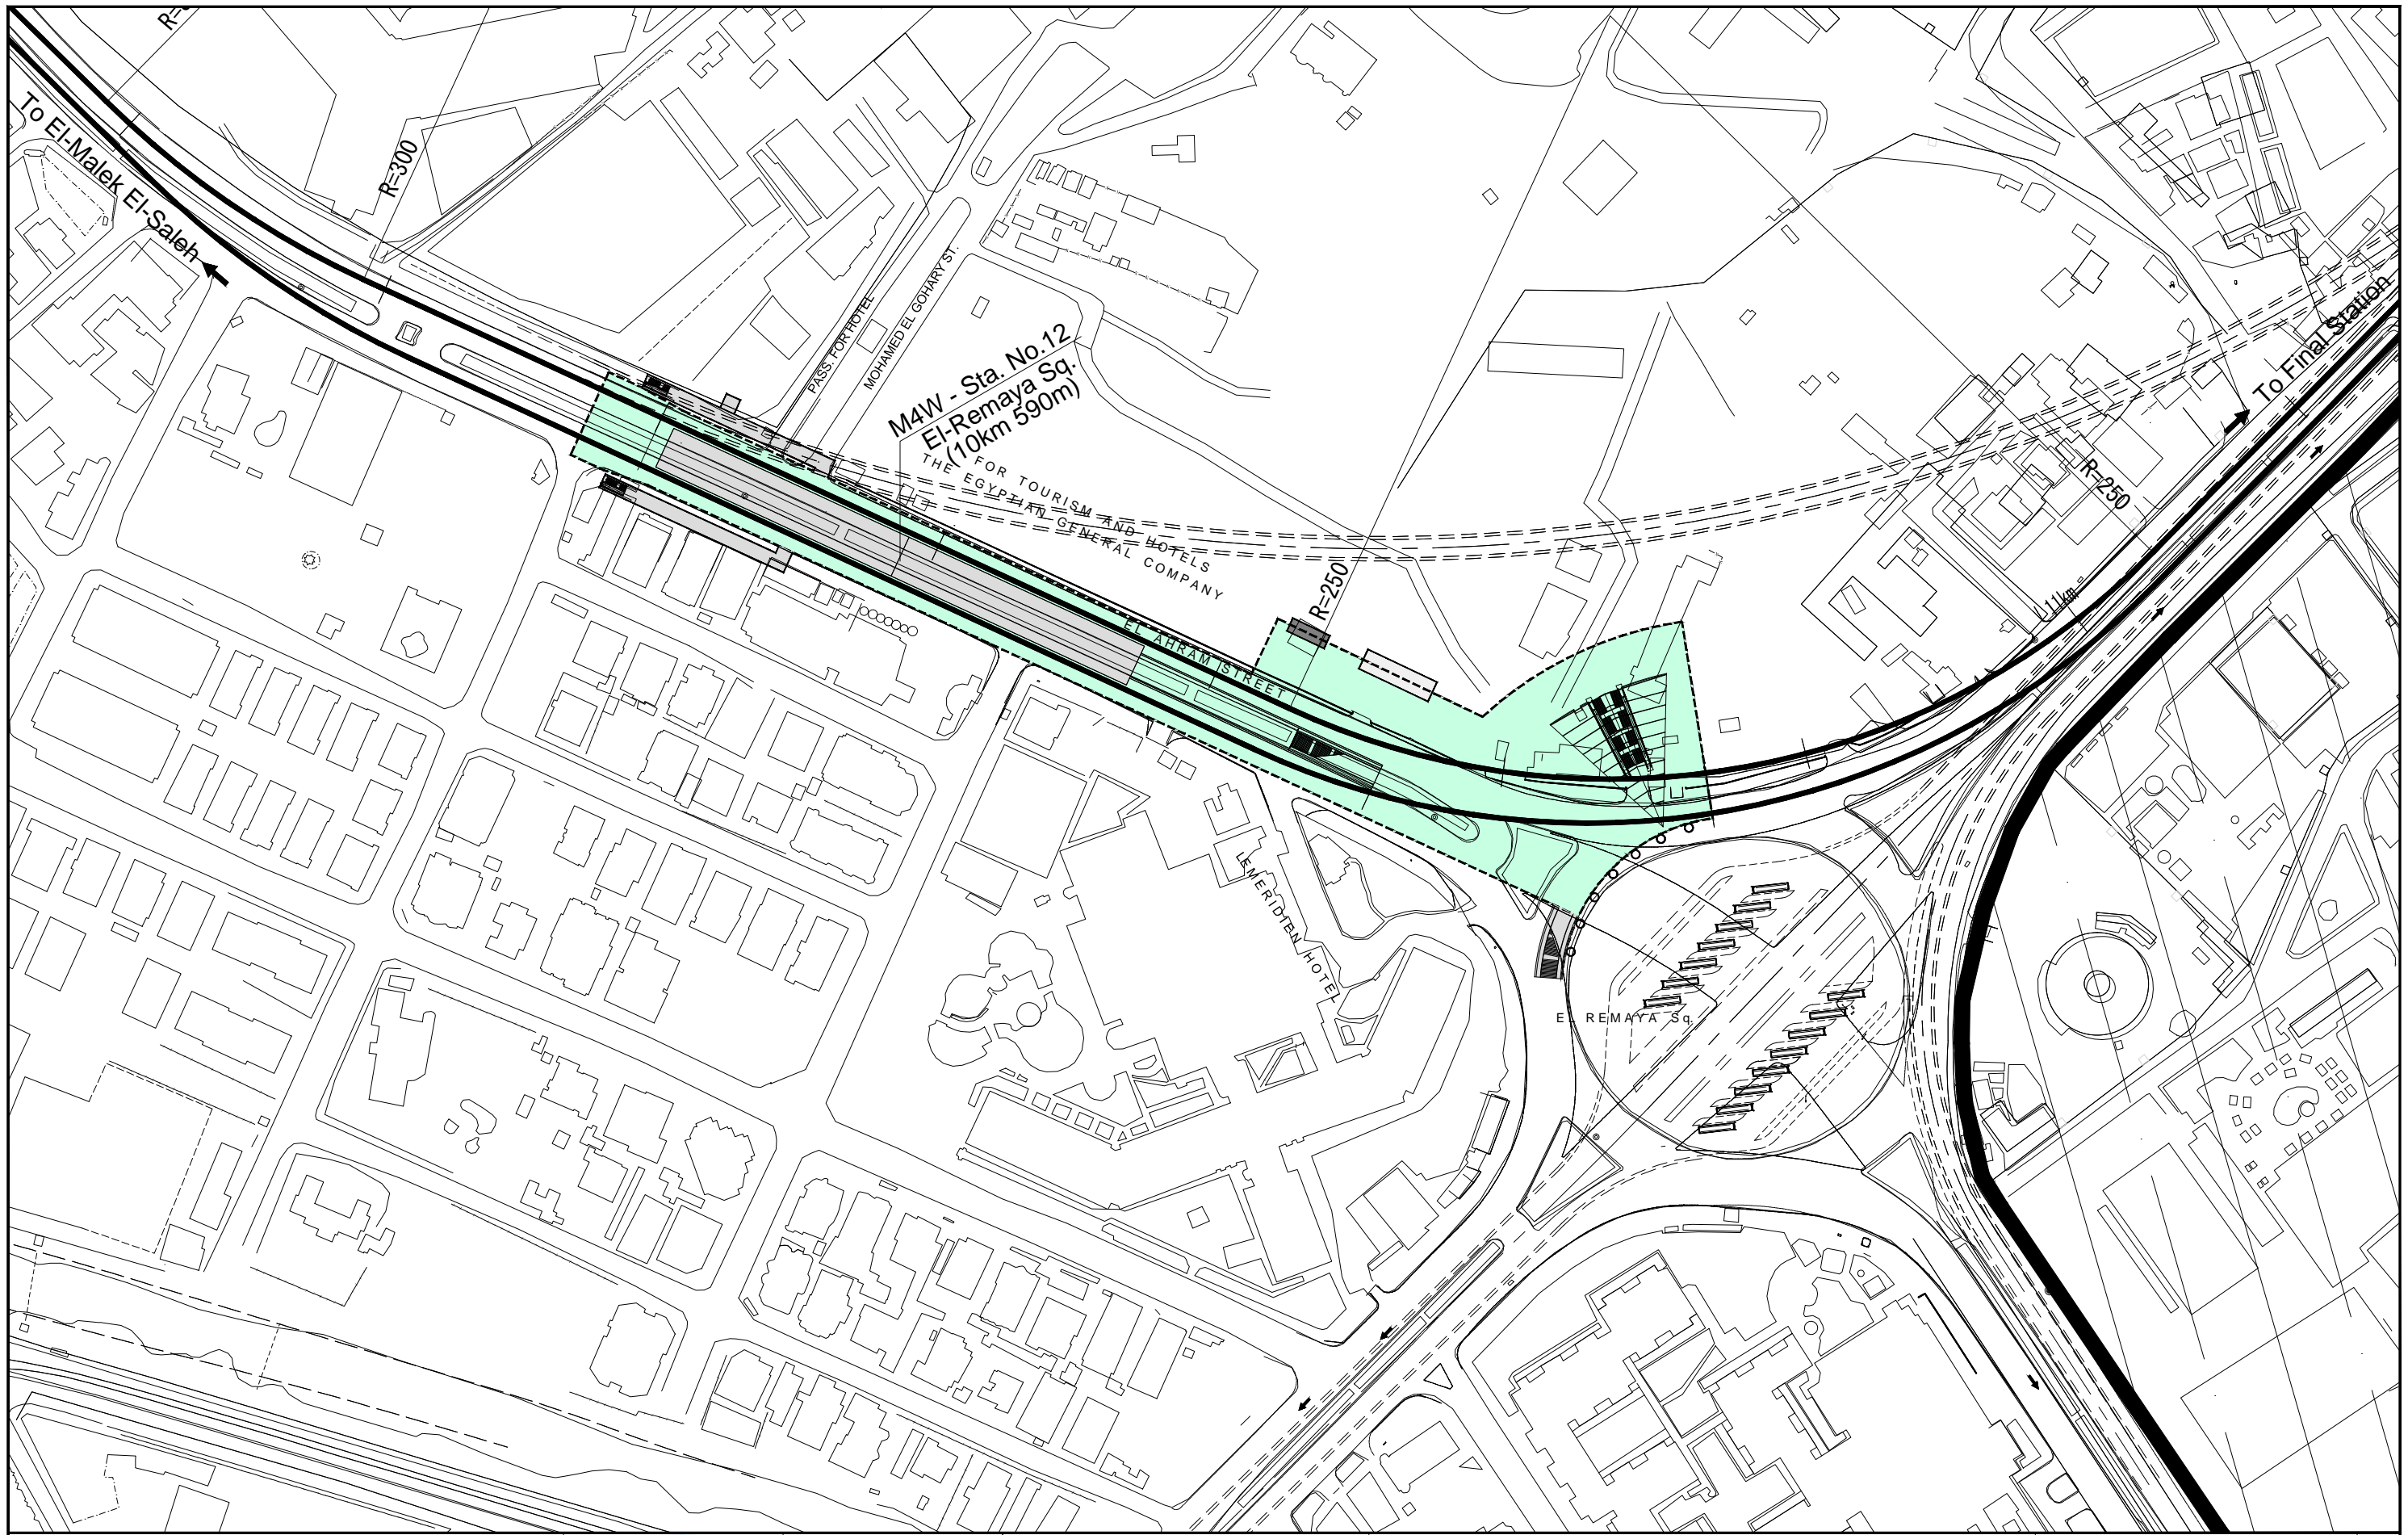 To El-Malek El-Saleh
R=300
PASS. FOR HOTEL
MOHAMED EL GOHARY ST.
M4W - Sta. No.12
El-Remaya Sq.
(10km 590m)
FOR TOURISM AND HOTELS
THE EGYPTIAN GENERAL COMPANY
To Final Station
R=250
R=250
11km
EL AHRAM STREET
LEMERIDIEN HOTEL
EL REMAYA Sq.